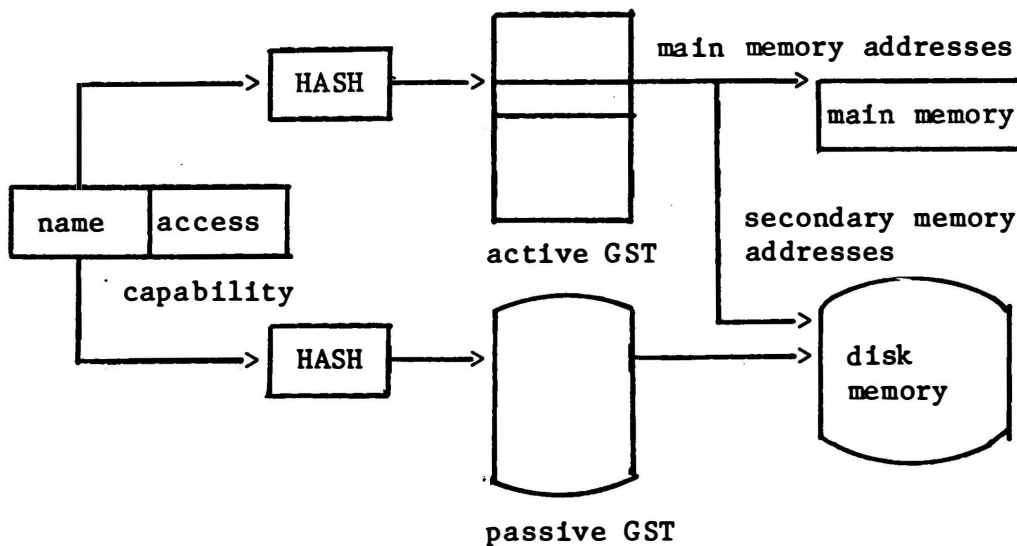 main memory addresses
HASH
main memory
name
access
secondary memory
addresses
active GST
capability
HASH
disk
memory
passive GST